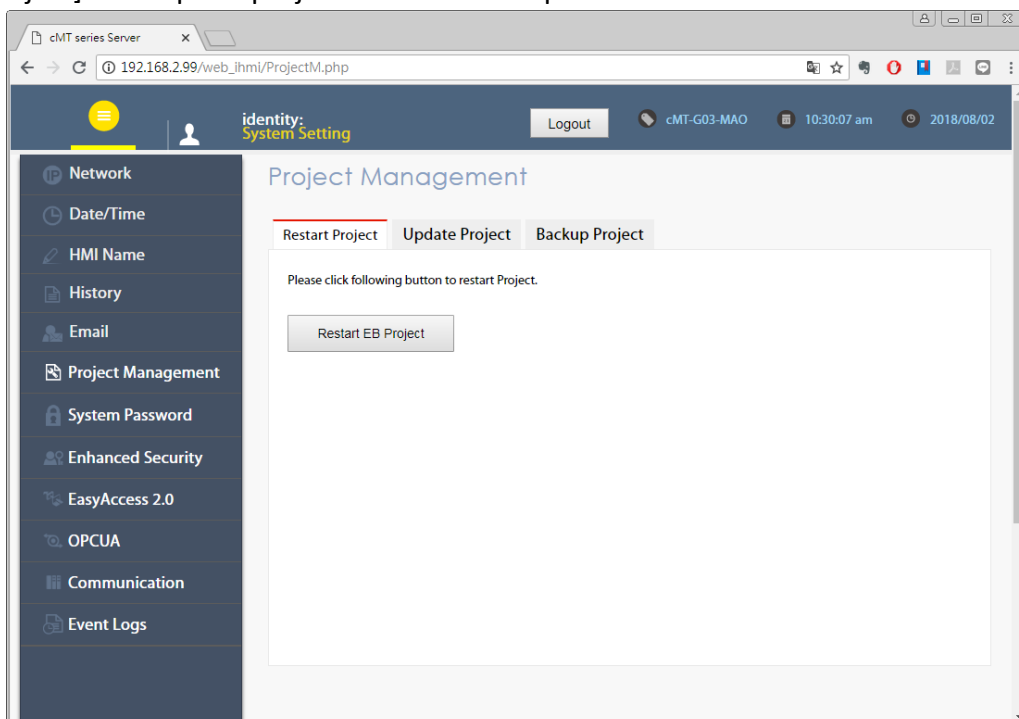 cMT series Server
192.168.2.99/web_ihmi/ProjectM.php
identity:
System Setting
Logout
cMT-G03-MAO
10:30:07 am
2018/08/02
Network
Date/Time
HMI Name
History
Email
Project Management
System Password
Enhanced Security
EasyAccess 2.0
OPCUA
Communication
Event Logs
Project Management
Restart Project Update Project Backup Project
Please click following button to restart Project.
Restart EB Project